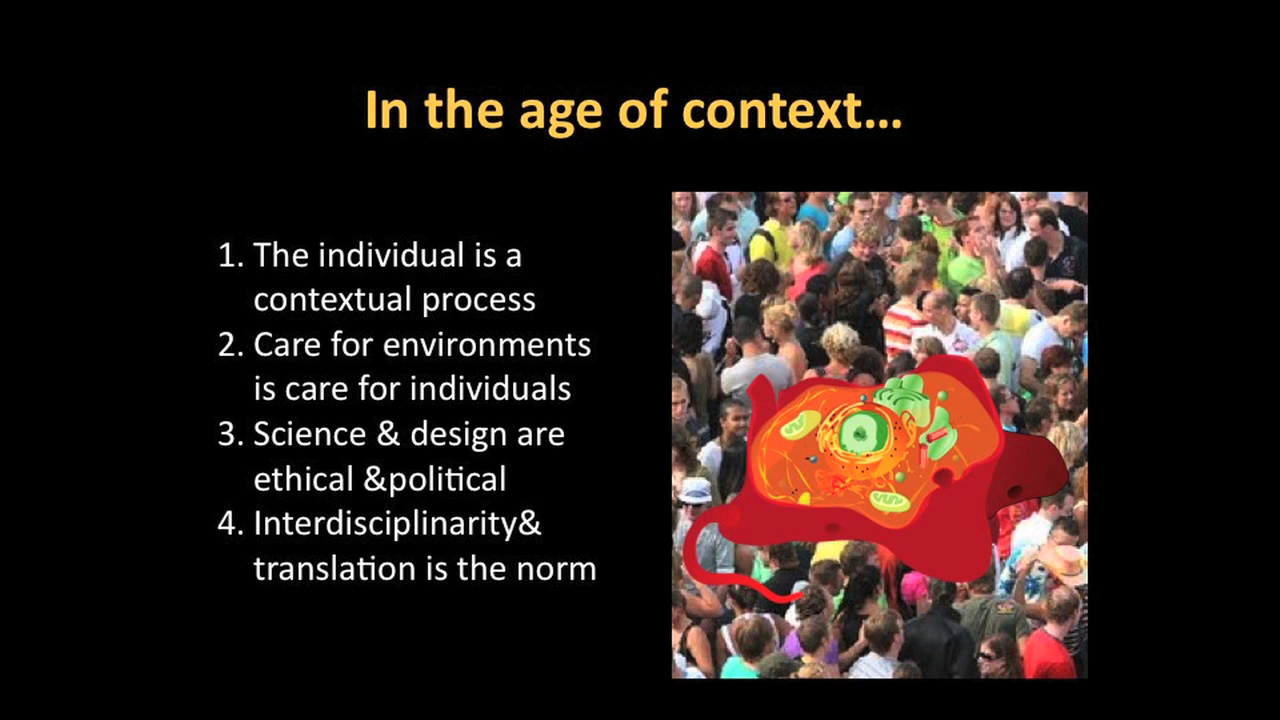 In the age of context...
1. The individual is a
contextual process
2. Care for environments
is care for individuals
3. Science & design are
ethical &political
4. Interdisciplinarity&
translation is the norm